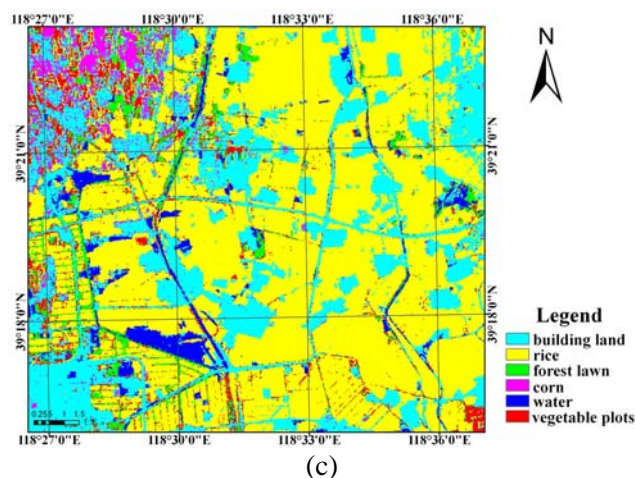 118°27'0"E 118°30'0"E 118°33'0"E 118°36'0"E
N
39°21'0"N 39°21'0"N
39°18'0"N 39°18'0"N
Legend
building land
rice
forest lawn
corn
water
vegetable plots
118°27'0"E 118°30'0"E 118°33'0"E 118°36'0"E
(c)